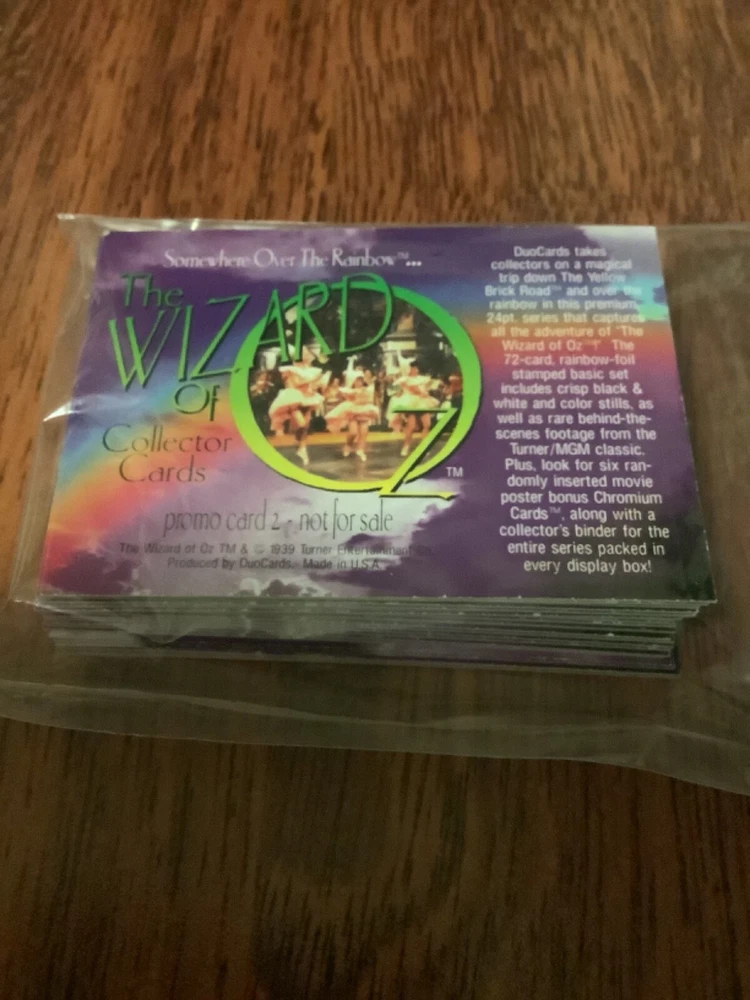 Somewhere Over The Rainbow™...
The
WIZARD
OF
OZ™
Collector
Cards
promo card 2 - not for sale
The Wizard of Oz TM & © 1939 Turner Entertainment Co.
Produced by DuoCards. Made in U.S.A.
DuoCards takes
collectors on a magical
trip down The Yellow
Brick Road™ and over the
rainbow in this premium,
24pt. series that captures
all the adventure of "The
Wizard of Oz™"! The
72-card, rainbow-foil
stamped basic set
includes crisp black &
white and color stills, as
well as rare behind-the-
scenes footage from the
Turner/MGM classic.
Plus, look for six ran-
domly inserted movie
poster bonus Chromium
Cards™, along with a
collector's binder for the
entire series packed in
every display box!